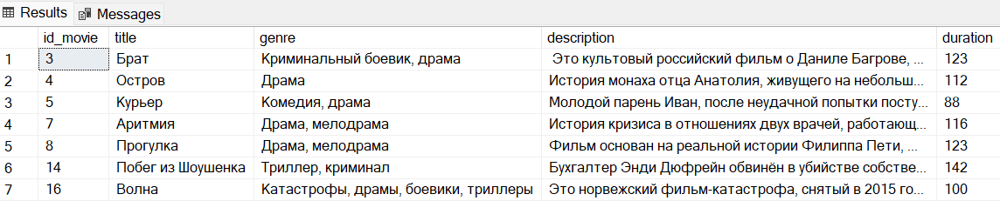 Results Messages
id_movie title genre description duration
1 3 Брат Криминальный боевик, драма Это культовый российский фильм о Даниле Багрове, ... 123
2 4 Остров Драма История монаха отца Анатолия, живущего на небольш... 112
3 5 Курьер Комедия, драма Молодой парень Иван, после неудачной попытки посту... 88
4 7 Аритмия Драма, мелодрама История кризиса в отношениях двух врачей, работающ... 116
5 8 Прогулка Драма, мелодрама Фильм основан на реальной истории Филиппа Пети, ... 123
6 14 Побег из Шоушенка Триллер, криминал Бухгалтер Энди Дюфрейн обвинён в убийстве собстве... 142
7 16 Волна Катастрофы, драмы, боевики, триллеры Это норвежский фильм-катастрофа, снятый в 2015 го... 100